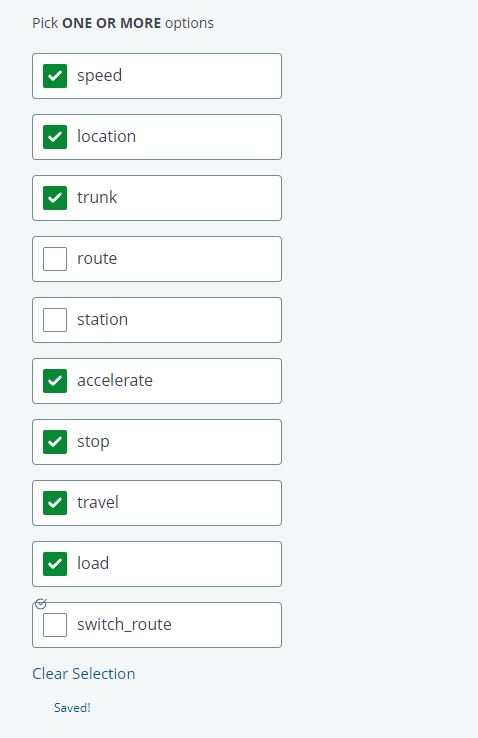 Pick ONE OR MORE options
speed
location
trunk
route
station
accelerate
stop
travel
load
switch_route
Clear Selection
Saved!